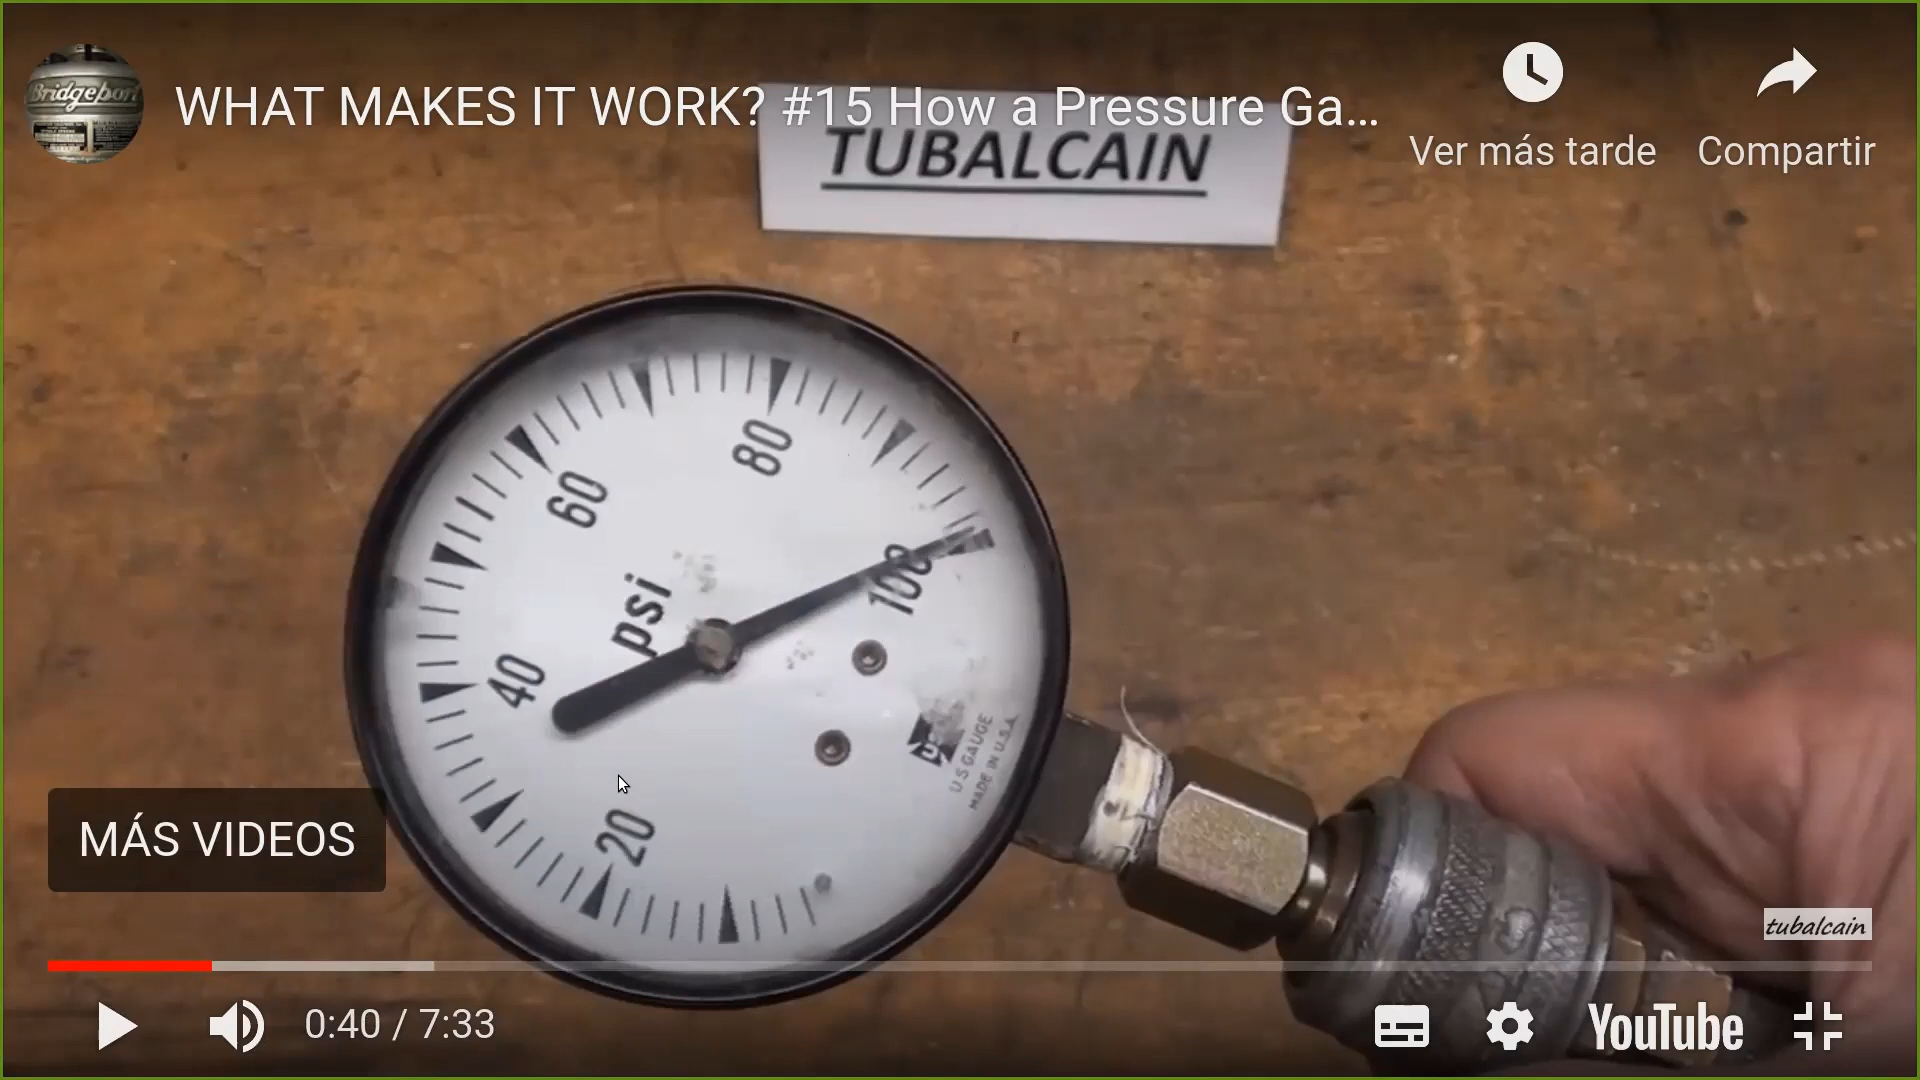 Bridgeport
WHAT MAKES IT WORK? #15 How a Pressure Ga...
Ver más tarde
Compartir
TUBALCAIN
80
60
100
psi
40
20
US GAUGE
MADE IN U.S.A.
MÁS VIDEOS
tubalcain
0:40 / 7:33
YouTube